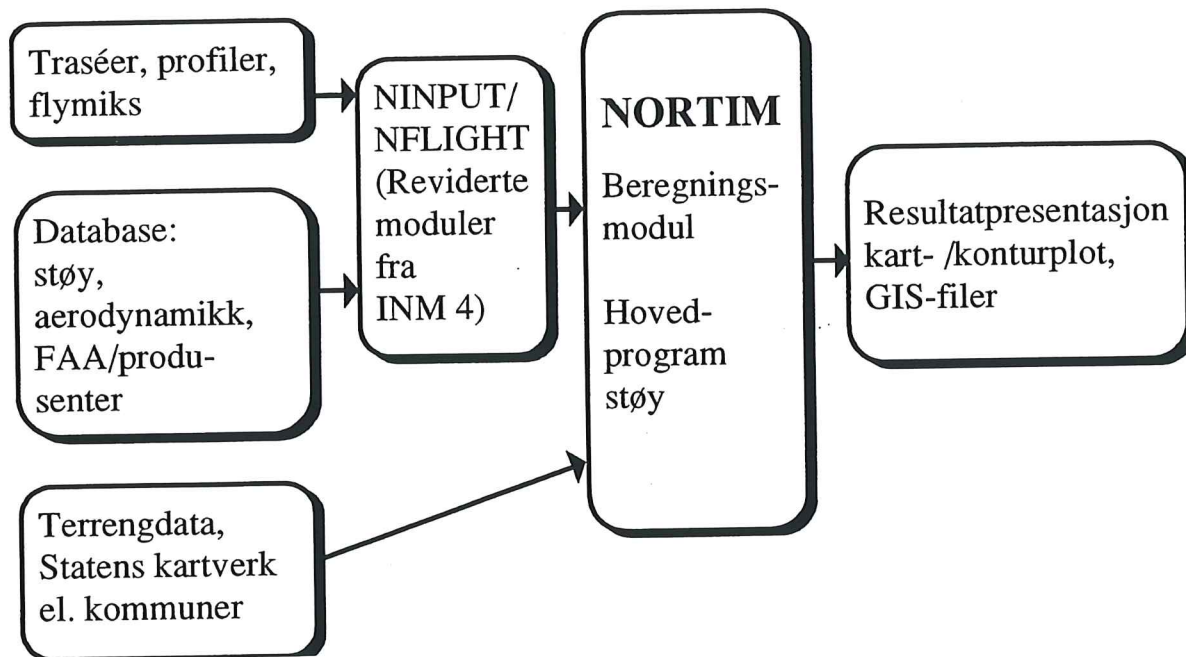 Traséer, profiler,
flymiks
Database:
støy,
aerodynamikk,
FAA/produ-
senter
Terrengdata,
Statens kartverk
el. kommuner
NINPUT/
NFLIGHT
(Reviderte
moduler
fra
INM 4)
NORTIM
Beregnings-
modul
Hoved-
program
støy
Resultatpresentasjon
kart- /konturplot,
GIS-filer